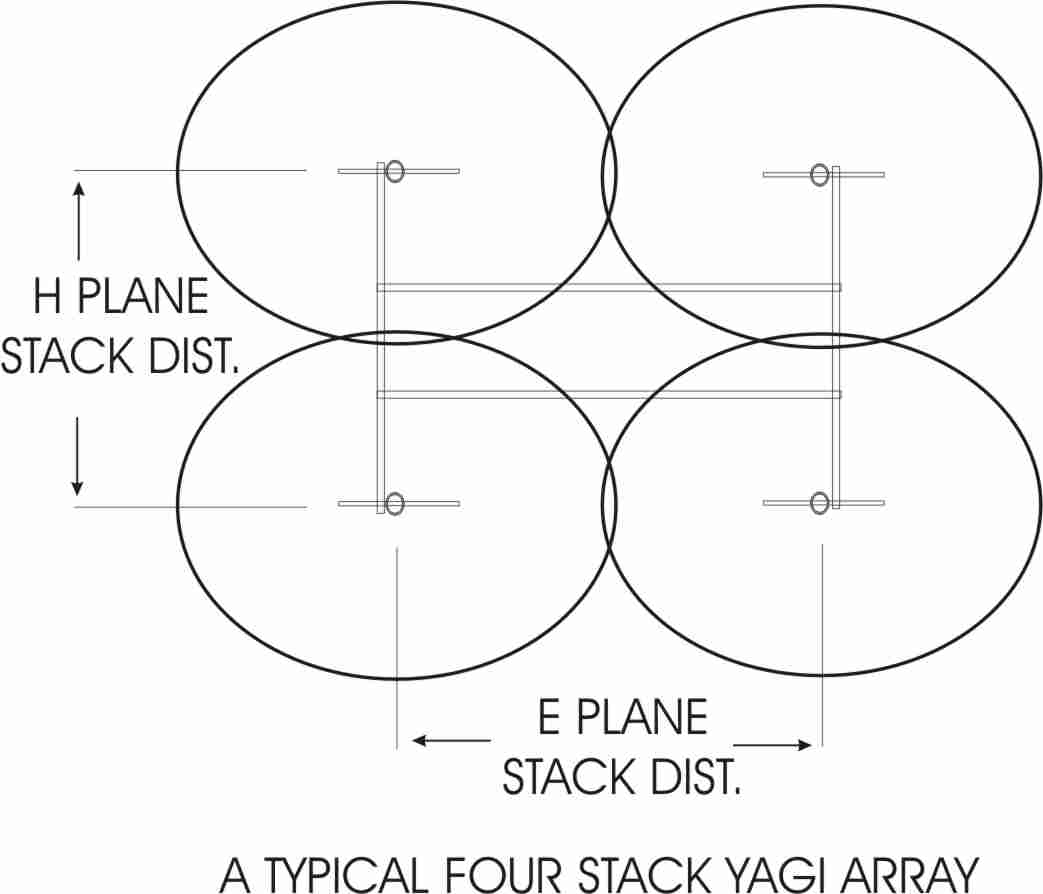 H PLANE
STACK DIST.
E PLANE
STACK DIST.
A TYPICAL FOUR STACK YAGI ARRAY